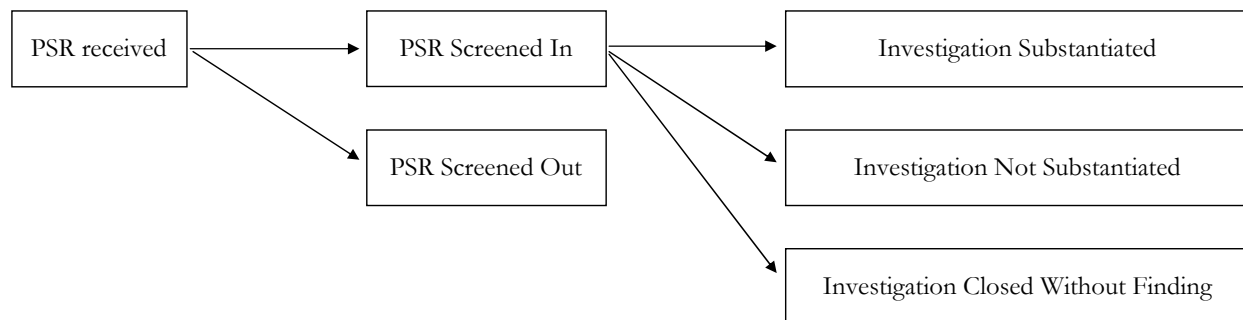 PSR received
PSR Screened In
Investigation Substantiated
PSR Screened Out
Investigation Not Substantiated
Investigation Closed Without Finding